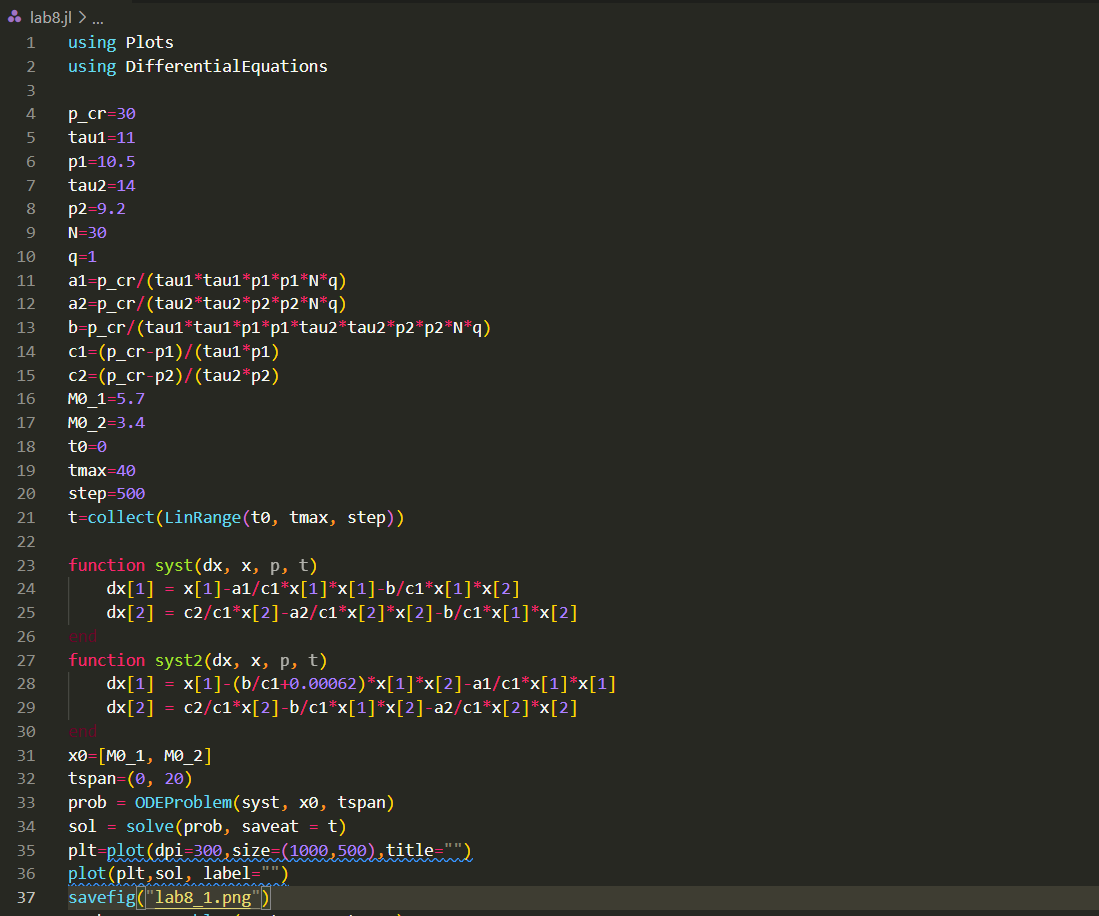 lab8.jl > ...
1 using Plots
2 using DifferentialEquations
3
4 p_cr=30
5 tau1=11
6 p1=10.5
7 tau2=14
8 p2=9.2
9 N=30
10 q=1
11 a1=p_cr/(tau1*tau1*p1*p1*N*q)
12 a2=p_cr/(tau2*tau2*p2*p2*N*q)
13 b=p_cr/(tau1*tau1*p1*p1*tau2*tau2*p2*p2*N*q)
14 c1=(p_cr-p1)/(tau1*p1)
15 c2=(p_cr-p2)/(tau2*p2)
16 M0_1=5.7
17 M0_2=3.4
18 t0=0
19 tmax=40
20 step=500
21 t=collect(LinRange(t0, tmax, step))
22
23 function syst(dx, x, p, t)
24     dx[1] = x[1]-a1/c1*x[1]*x[1]-b/c1*x[1]*x[2]
25     dx[2] = c2/c1*x[2]-a2/c1*x[2]*x[2]-b/c1*x[1]*x[2]
26 end
27 function syst2(dx, x, p, t)
28     dx[1] = x[1]-(b/c1+0.00062)*x[1]*x[2]-a1/c1*x[1]*x[1]
29     dx[2] = c2/c1*x[2]-b/c1*x[1]*x[2]-a2/c1*x[2]*x[2]
30 end
31 x0=[M0_1, M0_2]
32 tspan=(0, 20)
33 prob = ODEProblem(syst, x0, tspan)
34 sol = solve(prob, saveat = t)
35 plt=plot(dpi=300,size=(1000,500),title="")
36 plot(plt,sol, label="")
37 savefig("lab8_1.png")